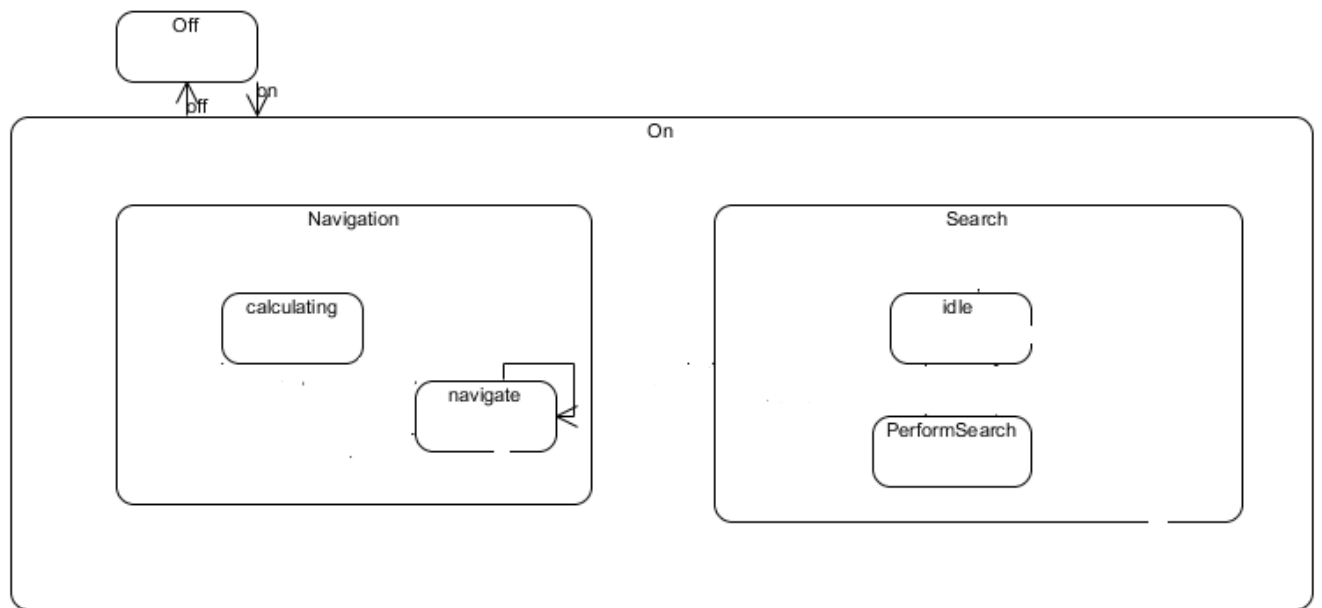 Off
off
on
On
Navigation
Search
calculating
idle
navigate
PerformSearch